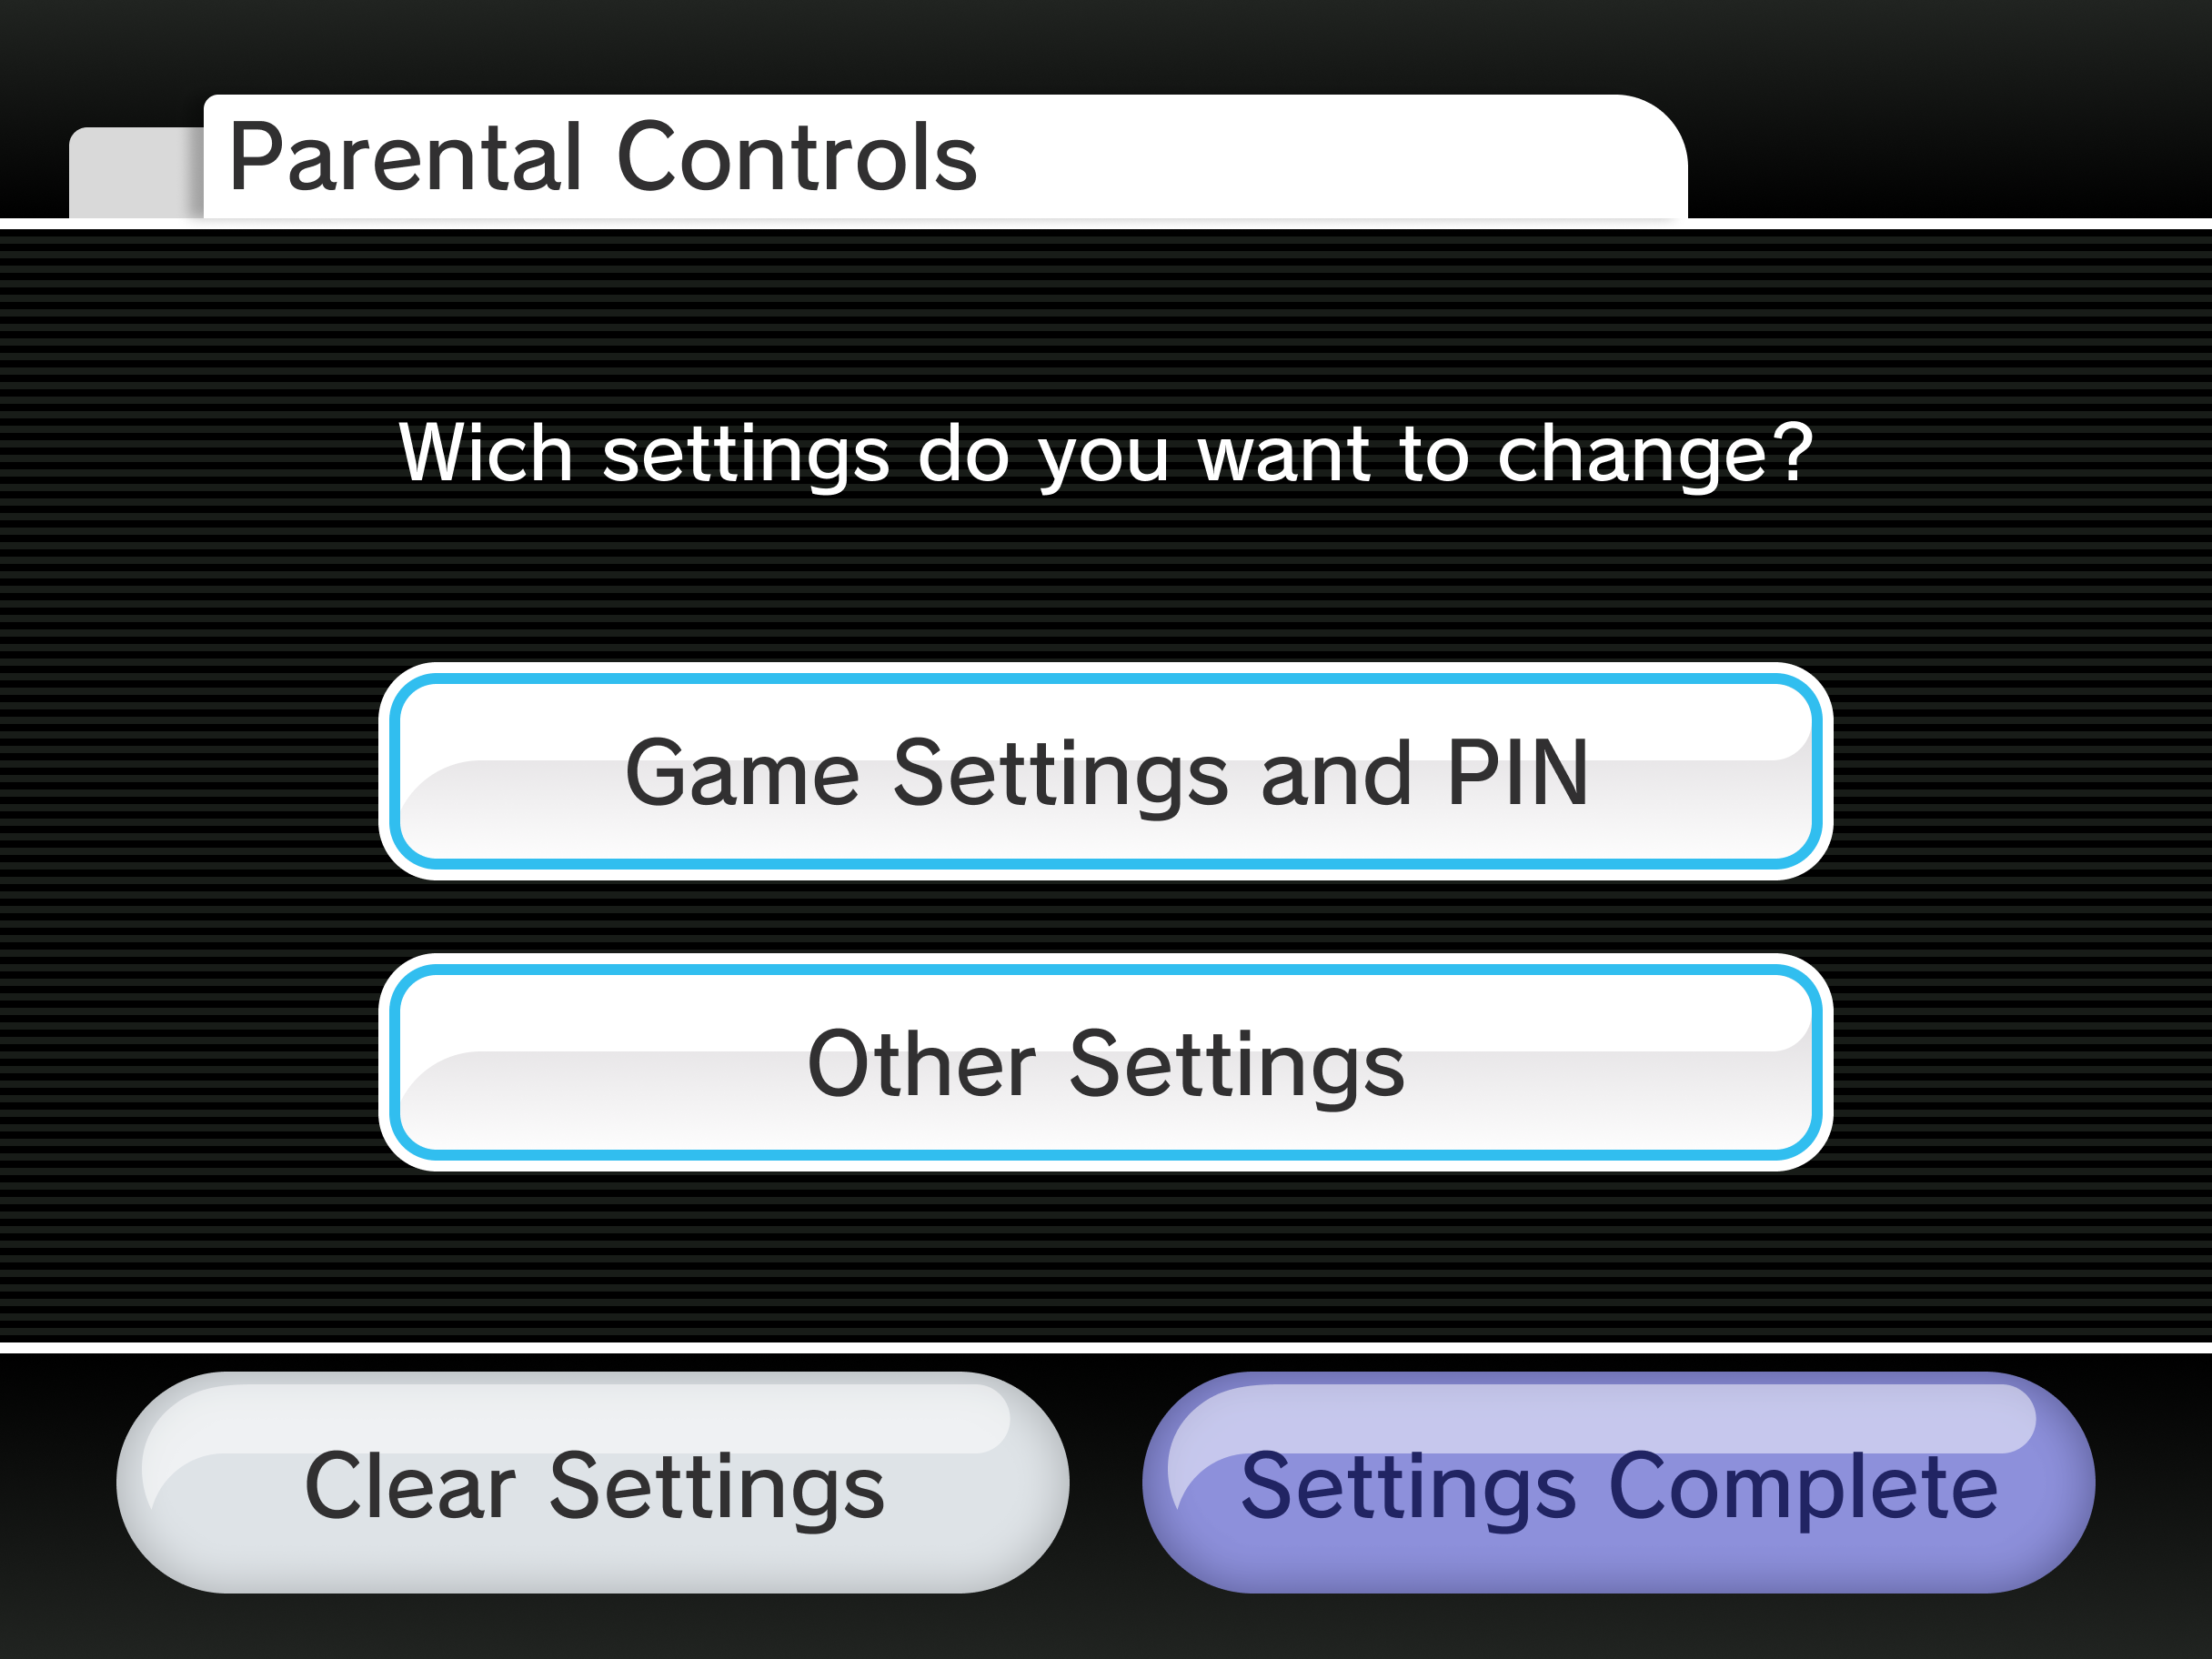 Parental Controls
Wich settings do you want to change?
Game Settings and PIN
Other Settings
Clear Settings
Settings Complete